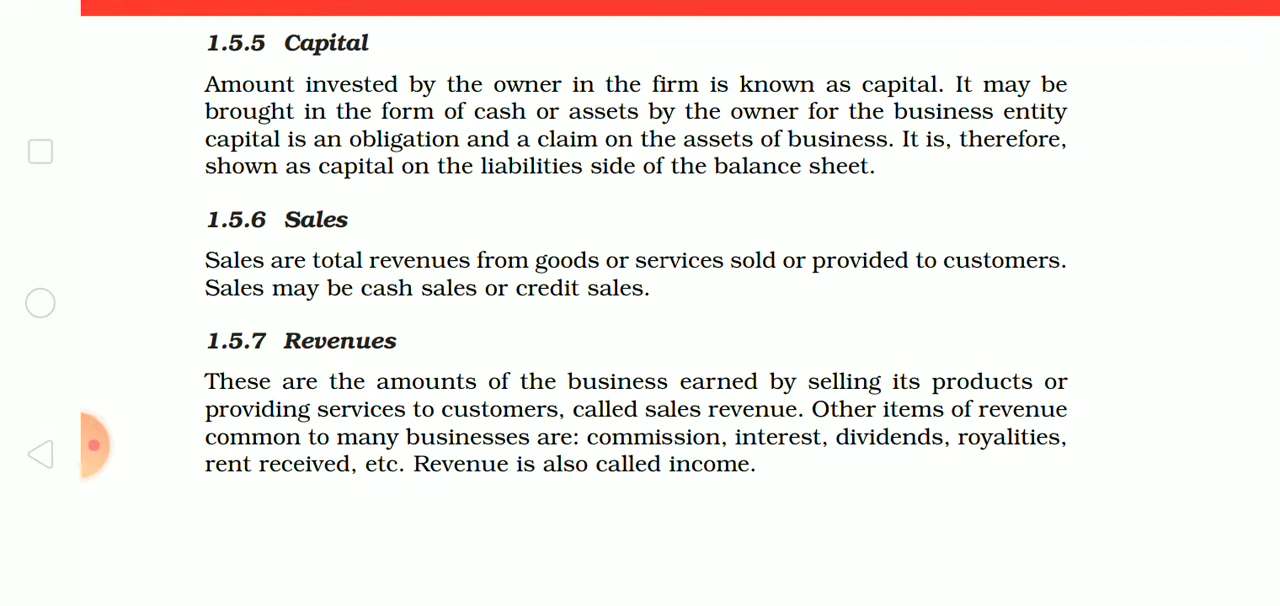 1.5.5 Capital
Amount invested by the owner in the firm is known as capital. It may be
brought in the form of cash or assets by the owner for the business entity
capital is an obligation and a claim on the assets of business. It is, therefore,
shown as capital on the liabilities side of the balance sheet.
1.5.6 Sales
Sales are total revenues from goods or services sold or provided to customers.
Sales may be cash sales or credit sales.
1.5.7 Revenues
These are the amounts of the business earned by selling its products or
providing services to customers, called sales revenue. Other items of revenue
common to many businesses are: commission, interest, dividends, royalities,
rent received, etc. Revenue is also called income.